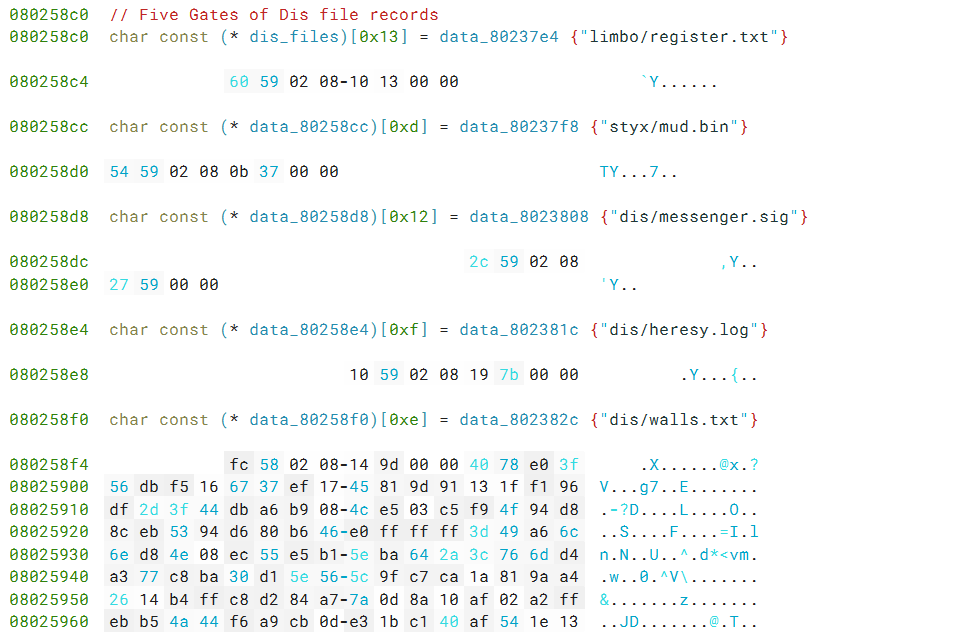 080258c0 // Five Gates of Dis file records
080258c0 char const (* dis_files)[0x13] = data_80237e4 {"limbo/register.txt"}
080258c4 60 59 02 08-10 13 00 00 `Y......
080258cc char const (* data_80258cc)[0xd] = data_80237f8 {"styx/mud.bin"}
080258d0 54 59 02 08 0b 37 00 00 TY...7..
080258d8 char const (* data_80258d8)[0x12] = data_8023808 {"dis/messenger.sig"}
080258dc 2c 59 02 08 ,Y..
080258e0 27 59 00 00 'Y..
080258e4 char const (* data_80258e4)[0xf] = data_802381c {"dis/heresy.log"}
080258e8 10 59 02 08 19 7b 00 00 .Y...{..
080258f0 char const (* data_80258f0)[0xe] = data_802382c {"dis/walls.txt"}
080258f4 fc 58 02 08-14 9d 00 00 40 78 e0 3f .X......@x.?
08025900 56 db f5 16 67 37 ef 17-45 81 9d 91 13 1f f1 96 V...g7..E.......
08025910 df 2d 3f 44 db a6 b9 08-4c e5 03 c5 f9 4f 94 d8 .-?D....L....O..
08025920 8c eb 53 94 d6 80 b6 46-e0 ff ff ff 3d 49 a6 6c ..S....F....=I.l
08025930 6e d8 4e 08 ec 55 e5 b1-5e ba 64 2a 3c 76 6d d4 n.N..U..^.d*<vm.
08025940 a3 77 c8 ba 30 d1 5e 56-5c 9f c7 ca 1a 81 9a a4 .w..0.^V\.......
08025950 26 14 b4 ff c8 d2 84 a7-7a 0d 8a 10 af 02 a2 ff &.......z.......
08025960 eb b5 4a 44 f6 a9 cb 0d-e3 1b c1 40 af 54 1e 13 ..JD.......@.T..